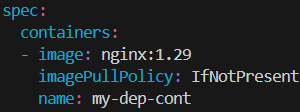 spec:
  containers:
  - image: nginx:1.29
    imagePullPolicy: IfNotPresent
    name: my-dep-cont